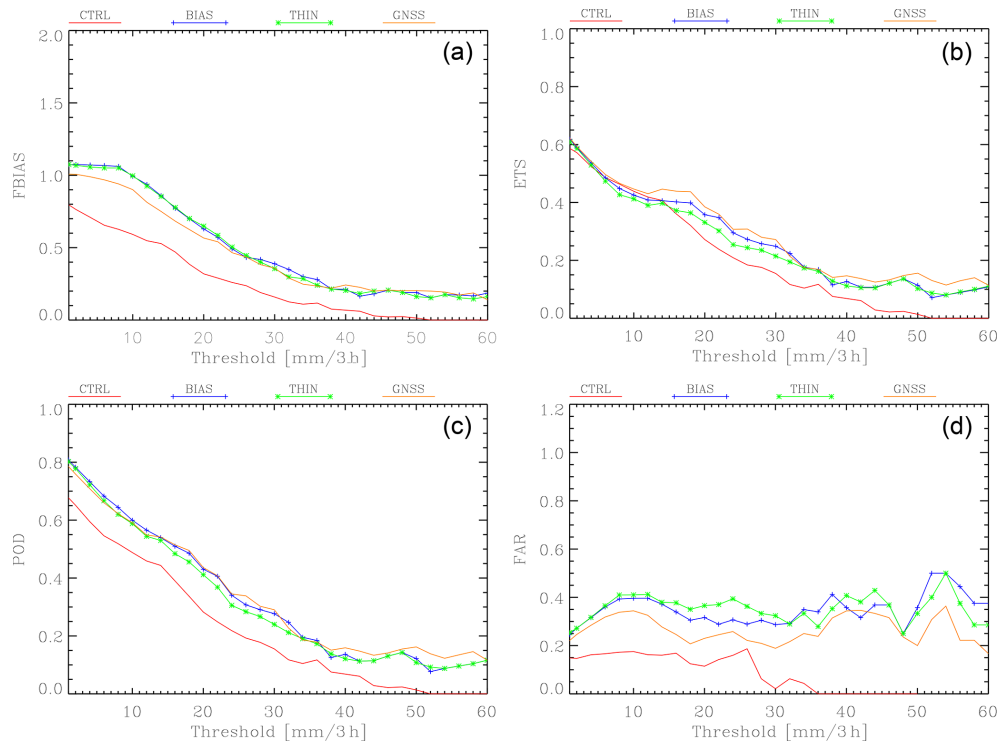 CTRL BIAS THIN GNSS
(a)
2.0
1.5
1.0
0.5
0.0
FBIAS
10 20 30 40 50 60
Threshold [mm/3h]
CTRL BIAS THIN GNSS
(b)
1.0
0.8
0.6
0.4
0.2
0.0
ETS
10 20 30 40 50 60
Threshold [mm/3h]
CTRL BIAS THIN GNSS
(c)
1.0
0.8
0.6
0.4
0.2
0.0
POD
10 20 30 40 50 60
Threshold [mm/3h]
CTRL BIAS THIN GNSS
(d)
1.2
1.0
0.8
0.6
0.4
0.2
0.0
FAR
10 20 30 40 50 60
Threshold [mm/3h]